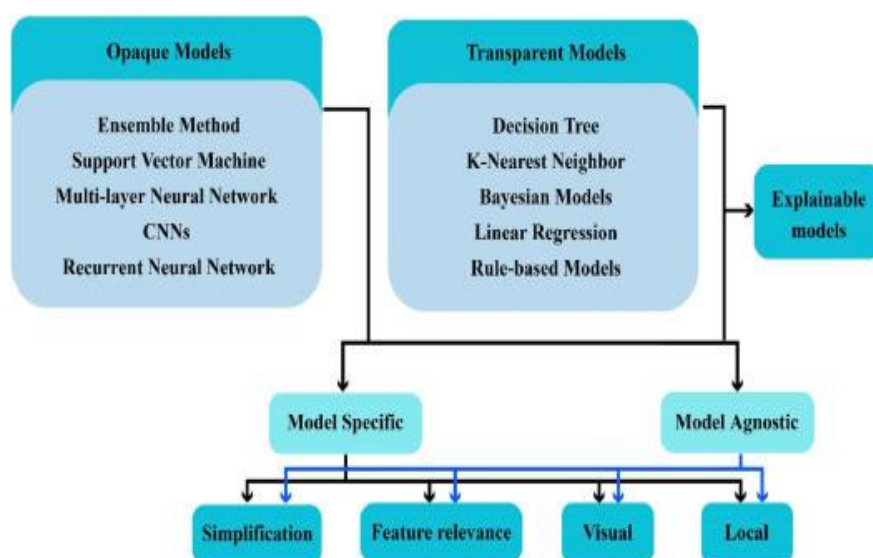 Opaque Models
Ensemble Method
Support Vector Machine
Multi-layer Neural Network
CNNs
Recurrent Neural Network
Transparent Models
Decision Tree
K-Nearest Neighbor
Bayesian Models
Linear Regression
Rule-based Models
Explainable
models
Model Specific
Model Agnostic
Simplification
Feature relevance
Visual
Local